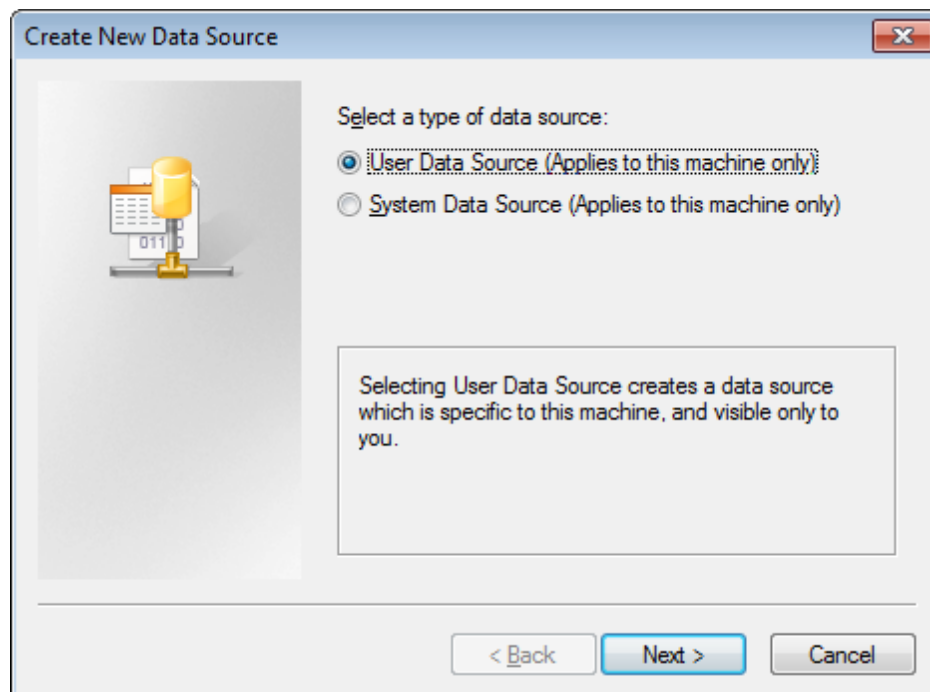 Create New Data Source
Select a type of data source:
User Data Source (Applies to this machine only)
System Data Source (Applies to this machine only)
Selecting User Data Source creates a data source
which is specific to this machine, and visible only to
you.
< Back
Next >
Cancel